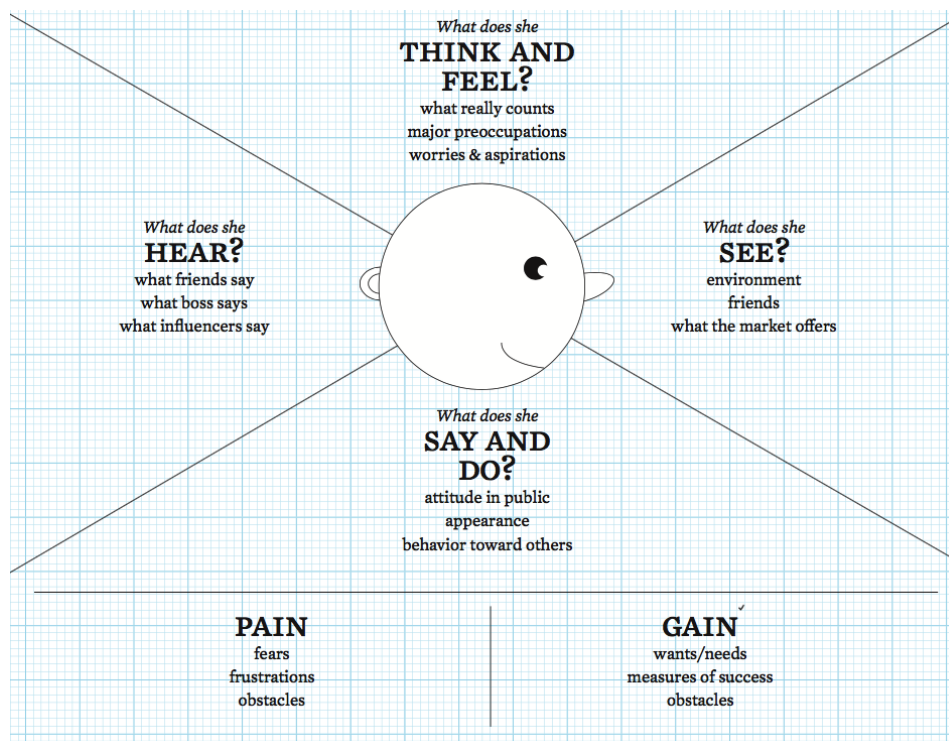 What does she
THINK AND
FEEL?
what really counts
major preoccupations
worries & aspirations
What does she
HEAR?
what friends say
what boss says
what influencers say
What does she
SEE?
environment
friends
what the market offers
What does she
SAY AND
DO?
attitude in public
appearance
behavior toward others
PAIN
fears
frustrations
obstacles
GAIN
wants/needs
measures of success
obstacles